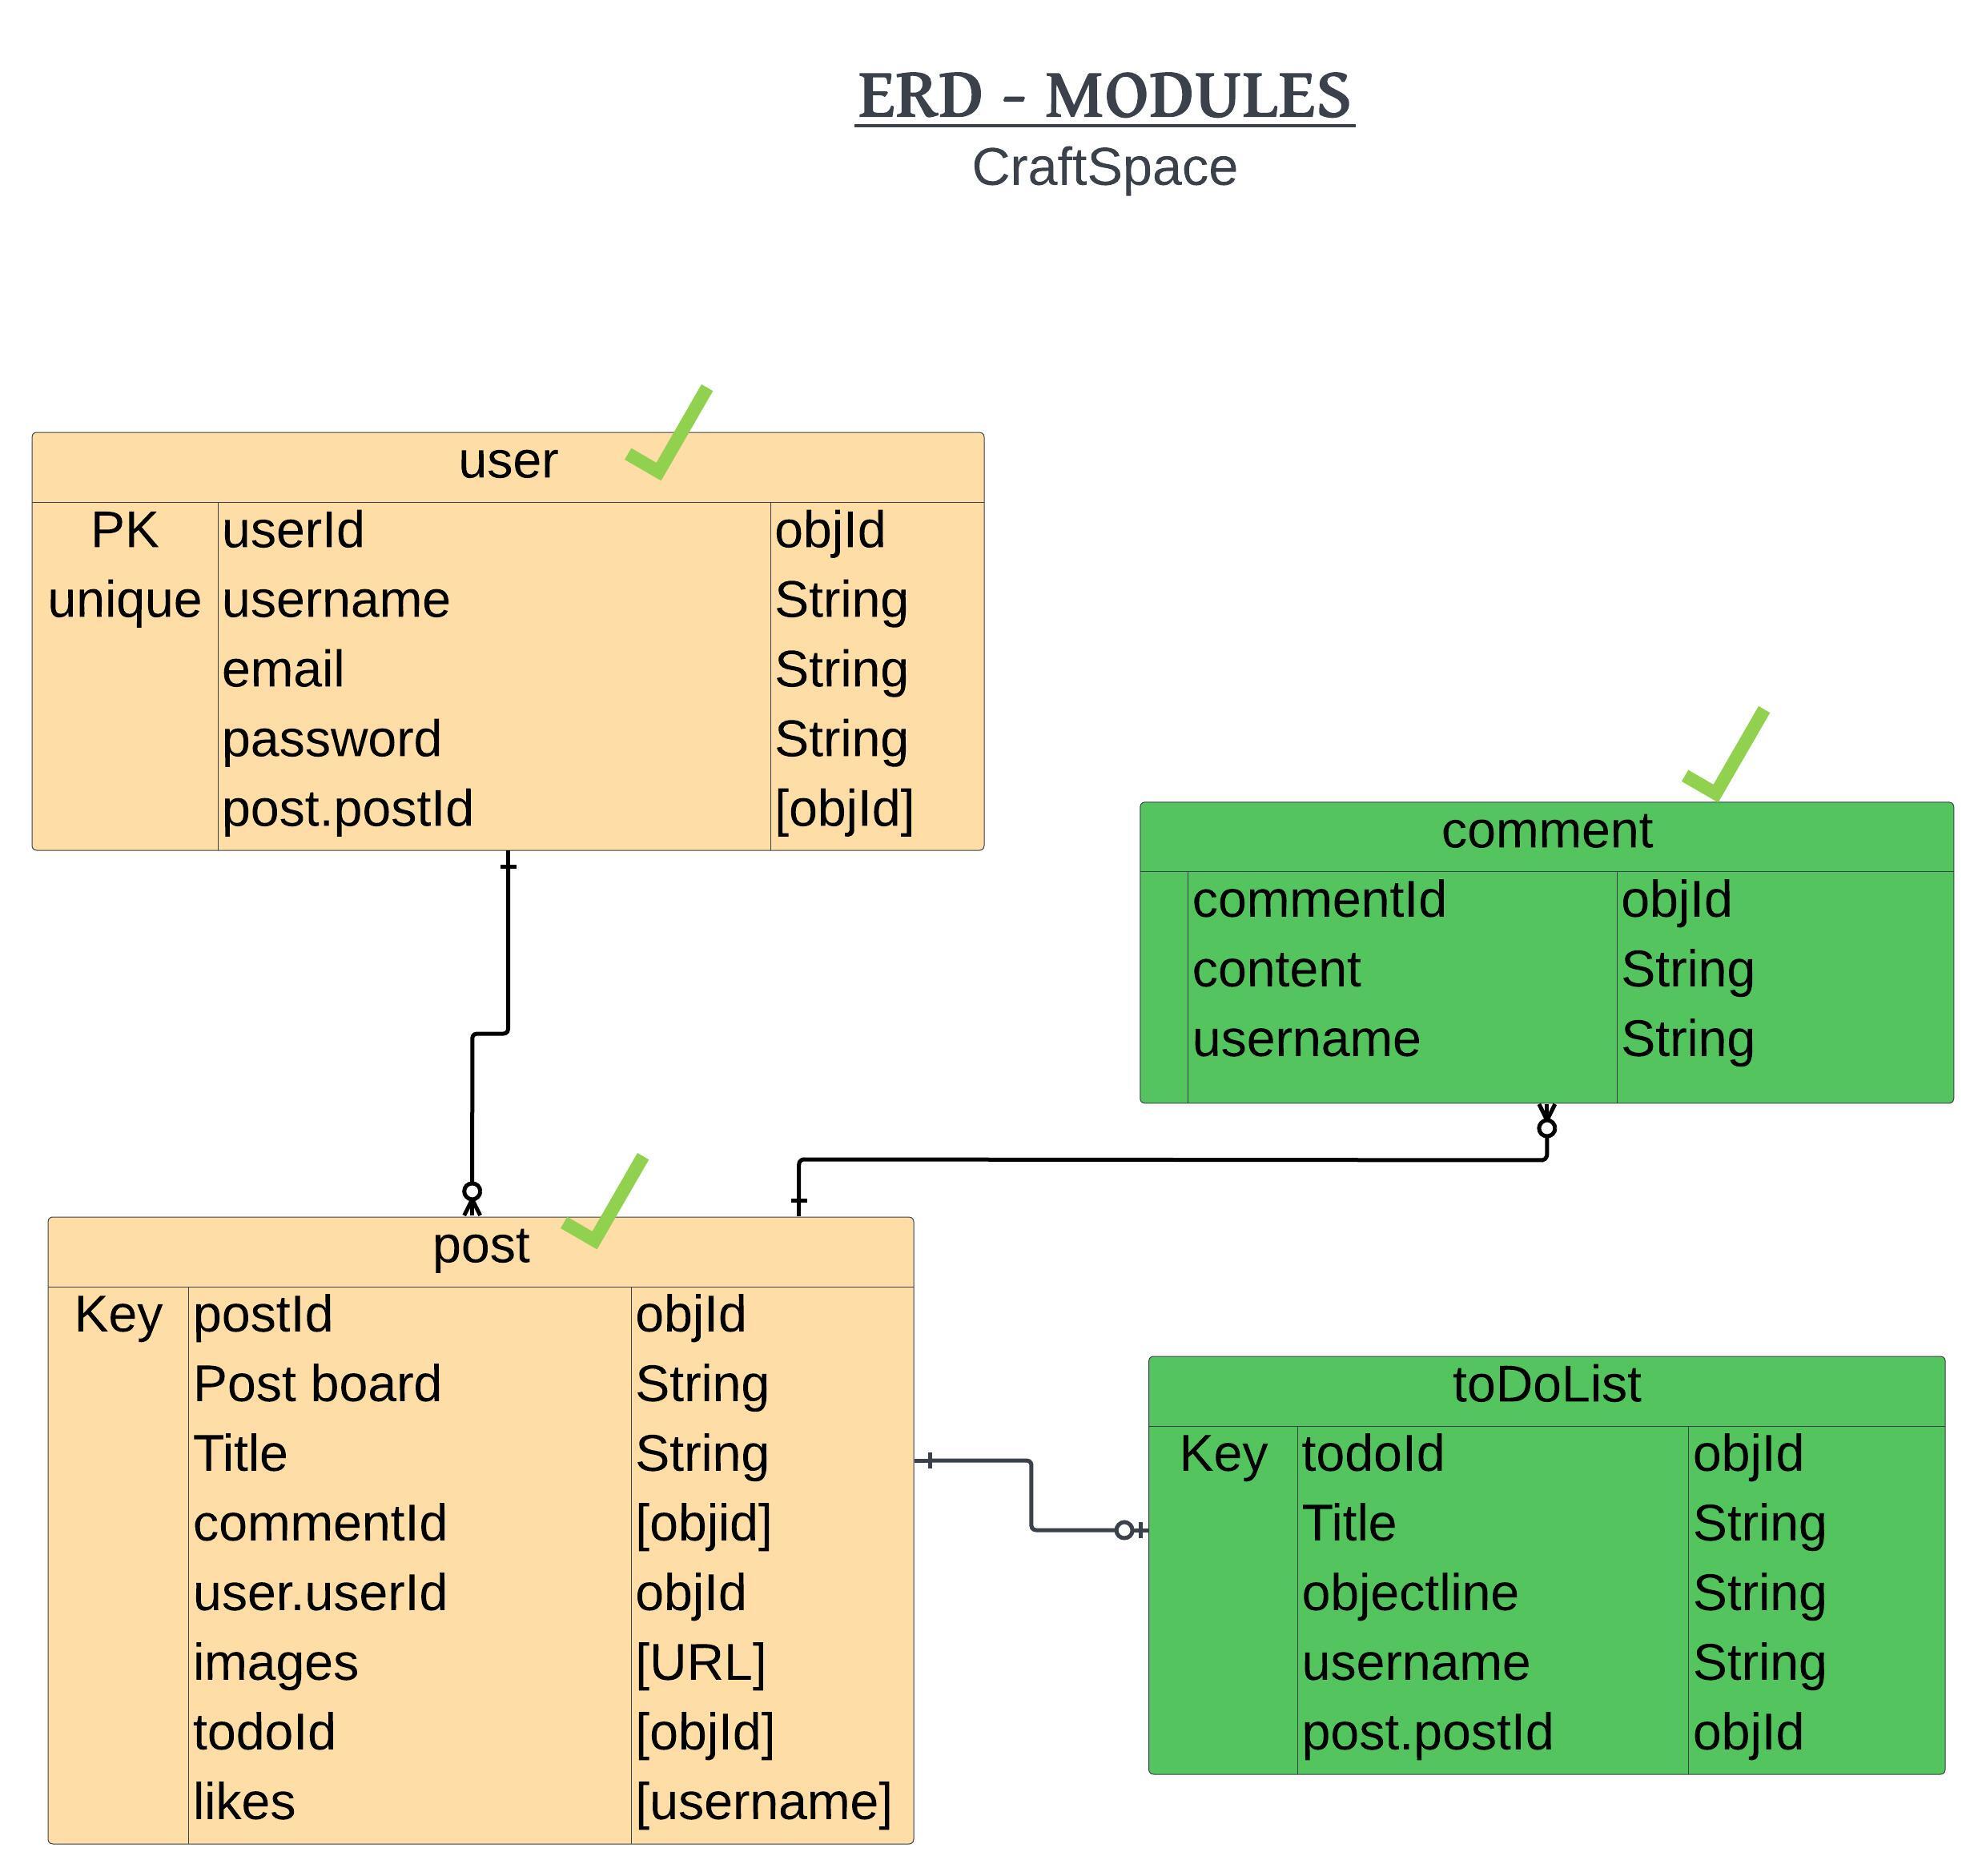 ERD - MODULES
CraftSpace
user
PK userId objId
unique username String
email String
password String
post.postId [objId]
comment
commentId objId
content String
username String
post
Key postId objId
Post board String
Title String
commentId [objid]
user.userId objId
images [URL]
todoId [objId]
likes [username]
toDoList
Key todoId objId
Title String
objectline String
username String
post.postId objId